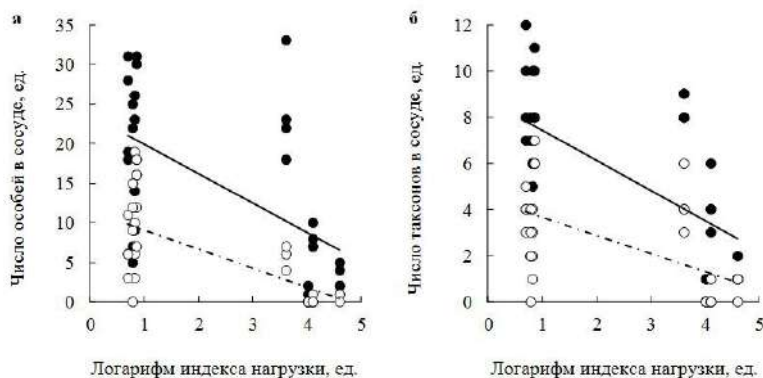 а
Число особей в сосуде, ед.
35
30
25
20
15
10
5
0
0 1 2 3 4 5
Логарифм индекса нагрузки, ед.
б
Число таксонов в сосуде, ед.
12
10
8
6
4
2
0
0 1 2 3 4 5
Логарифм индекса нагрузки, ед.